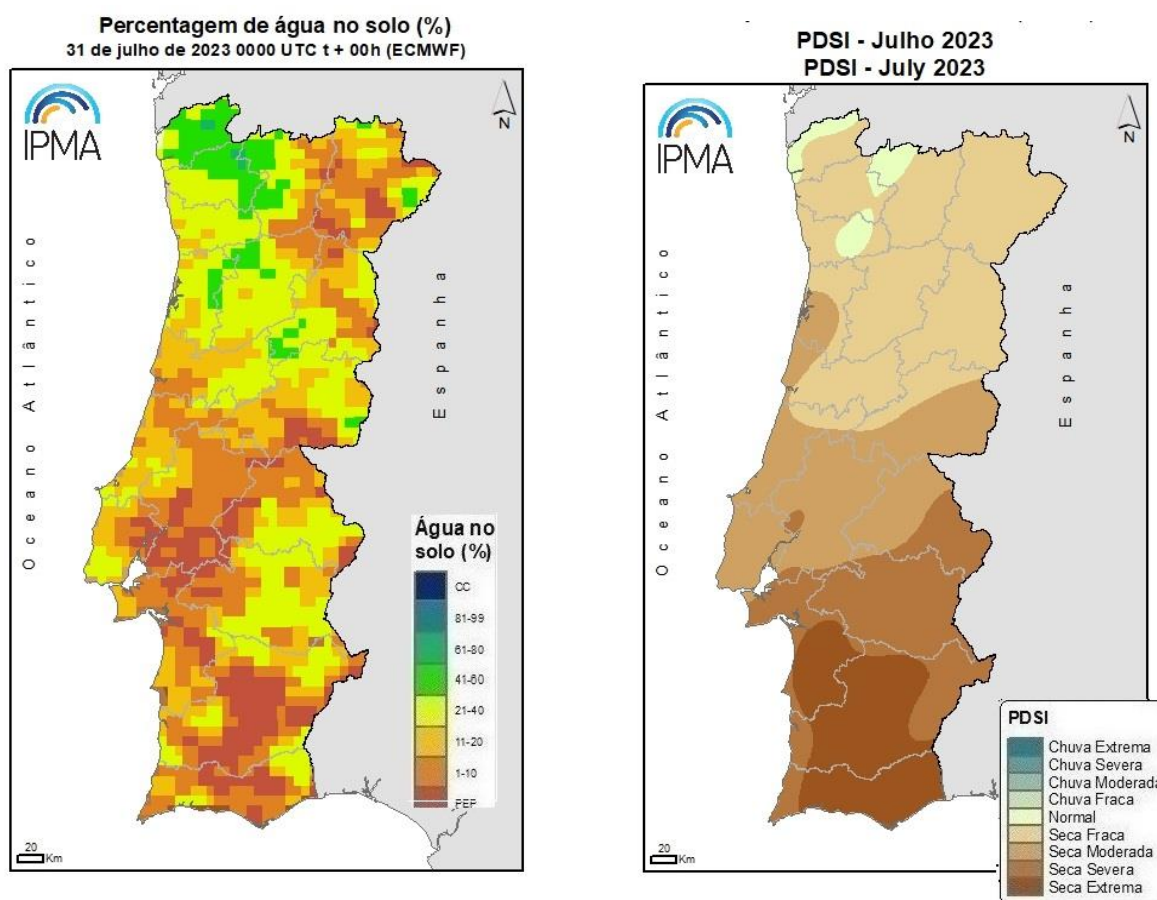 Percentagem de água no solo (%)
31 de julho de 2023 0000 UTC t + 00h (ECMWF)
IPMA
N
Oceano Atlântico
Espanha
Água no
solo (%)
CC
81-99
61-80
41-60
21-40
11-20
1-10
PEP
20
Km
PDSI - Julho 2023
PDSI - July 2023
IPMA
N
Oceano Atlântico
Espanha
PDSI
Chuva Extrema
Chuva Severa
Chuva Moderada
Chuva Fraca
Normal
Seca Fraca
Seca Moderada
Seca Severa
Seca Extrema
20
Km